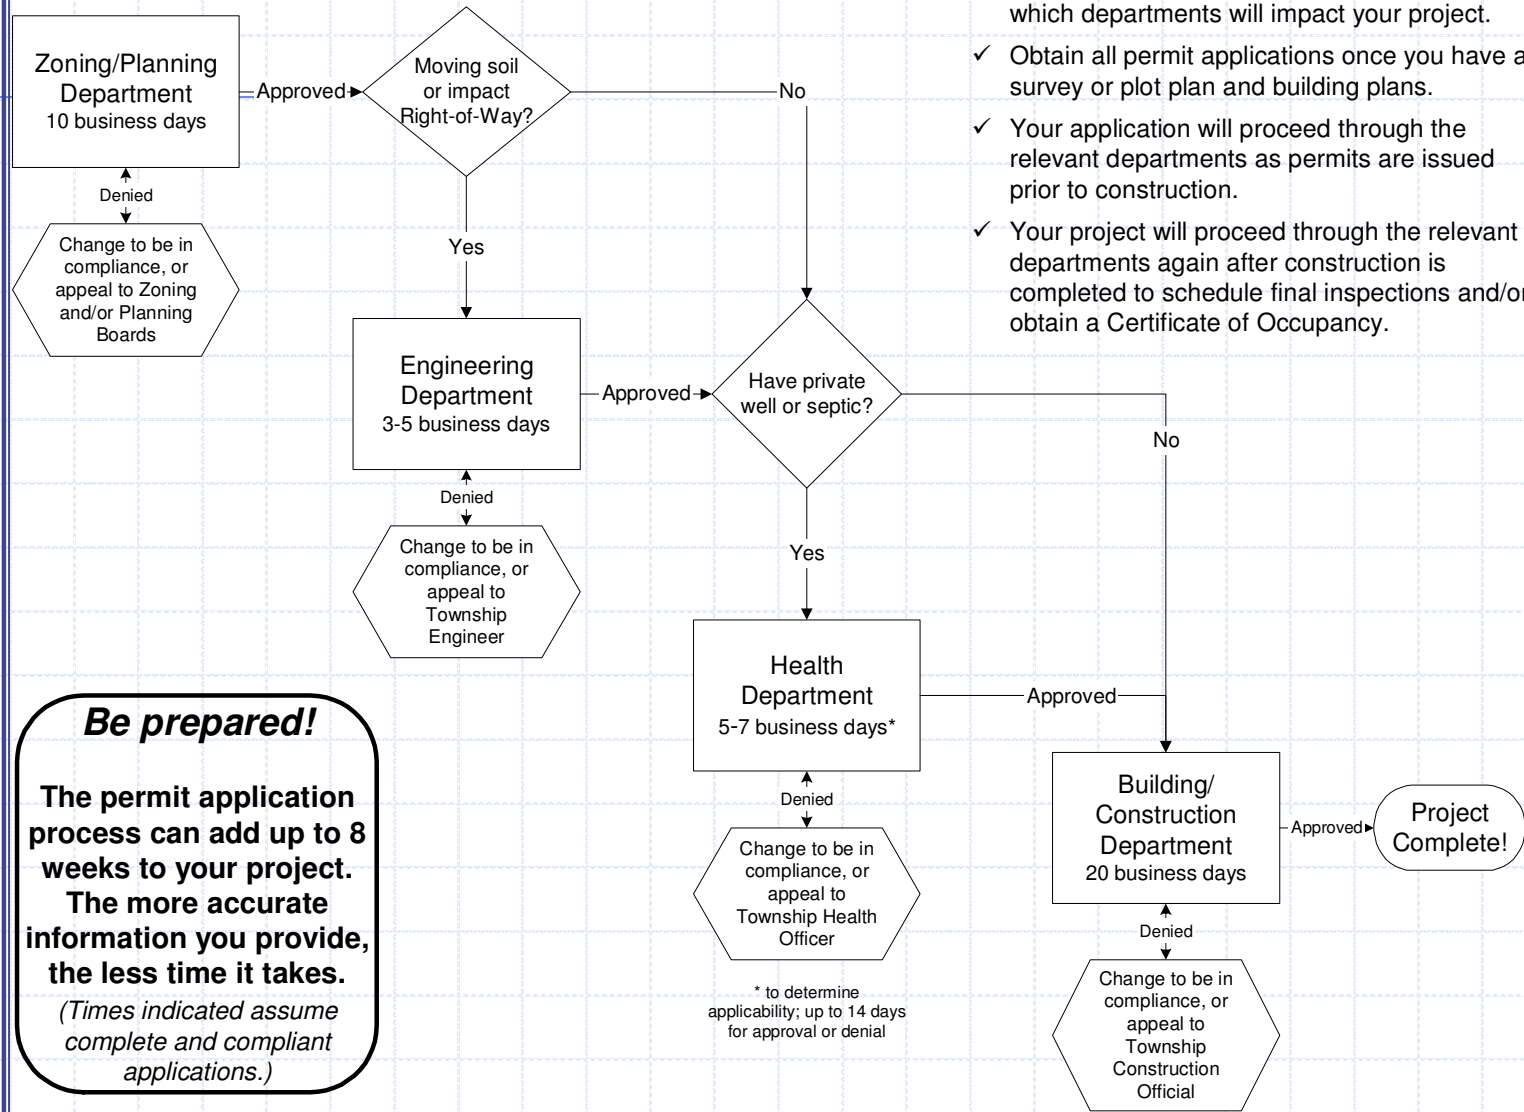 which departments will impact your project.
✓ Obtain all permit applications once you have a
survey or plot plan and building plans.
✓ Your application will proceed through the
relevant departments as permits are issued
prior to construction.
✓ Your project will proceed through the relevant
departments again after construction is
completed to schedule final inspections and/or
obtain a Certificate of Occupancy.
Zoning/Planning
Department
10 business days
Approved
Moving soil
or impact
Right-of-Way?
No
Denied
Change to be in
compliance, or
appeal to Zoning
and/or Planning
Boards
Yes
Engineering
Department
3-5 business days
Approved
Have private
well or septic?
No
Denied
Change to be in
compliance, or
appeal to
Township
Engineer
Yes
Health
Department
5-7 business days*
Approved
Denied
Change to be in
compliance, or
appeal to
Township Health
Officer
* to determine
applicability; up to 14 days
for approval or denial
Building/
Construction
Department
20 business days
Approved
Project
Complete!
Denied
Change to be in
compliance, or
appeal to
Township
Construction
Official
Be prepared!
The permit application
process can add up to 8
weeks to your project.
The more accurate
information you provide,
the less time it takes.
(Times indicated assume
complete and compliant
applications.)